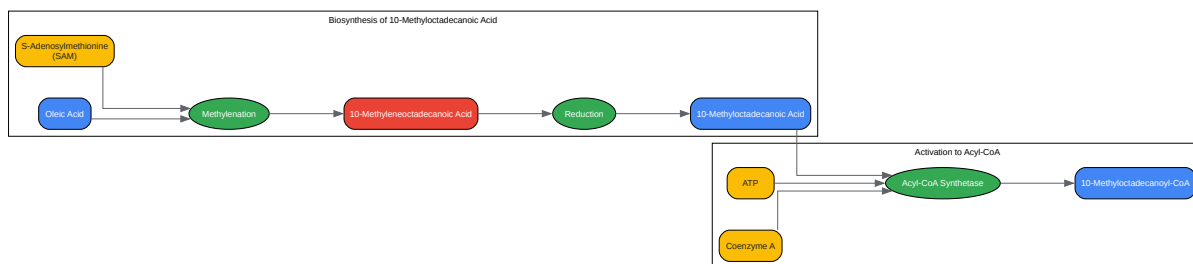 Biosynthesis of 10-Methyloctadecanoic Acid
S-Adenosylmethionine
(SAM)
Oleic Acid
Methylenation
10-Methyleneoctadecanoic Acid
Reduction
10-Methyloctadecanoic Acid
Activation to Acyl-CoA
ATP
Acyl-CoA Synthetase
10-Methyloctadecanoyl-CoA
Coenzyme A